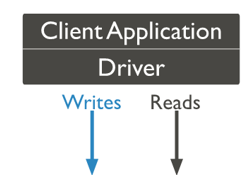 Client Application
Driver
Writes Reads